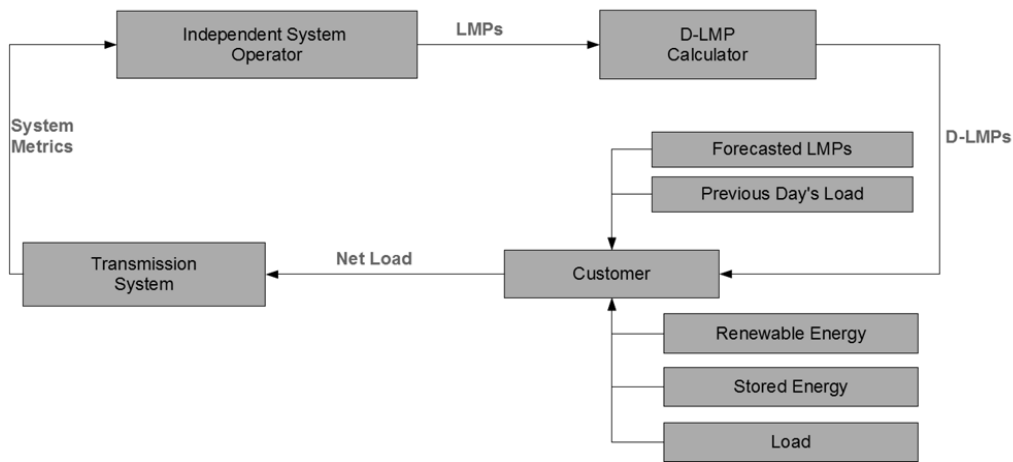 Independent System
Operator
LMPs
D-LMP
Calculator
System
Metrics
D-LMPs
Forecasted LMPs
Previous Day's Load
Transmission
System
Net Load
Customer
Renewable Energy
Stored Energy
Load